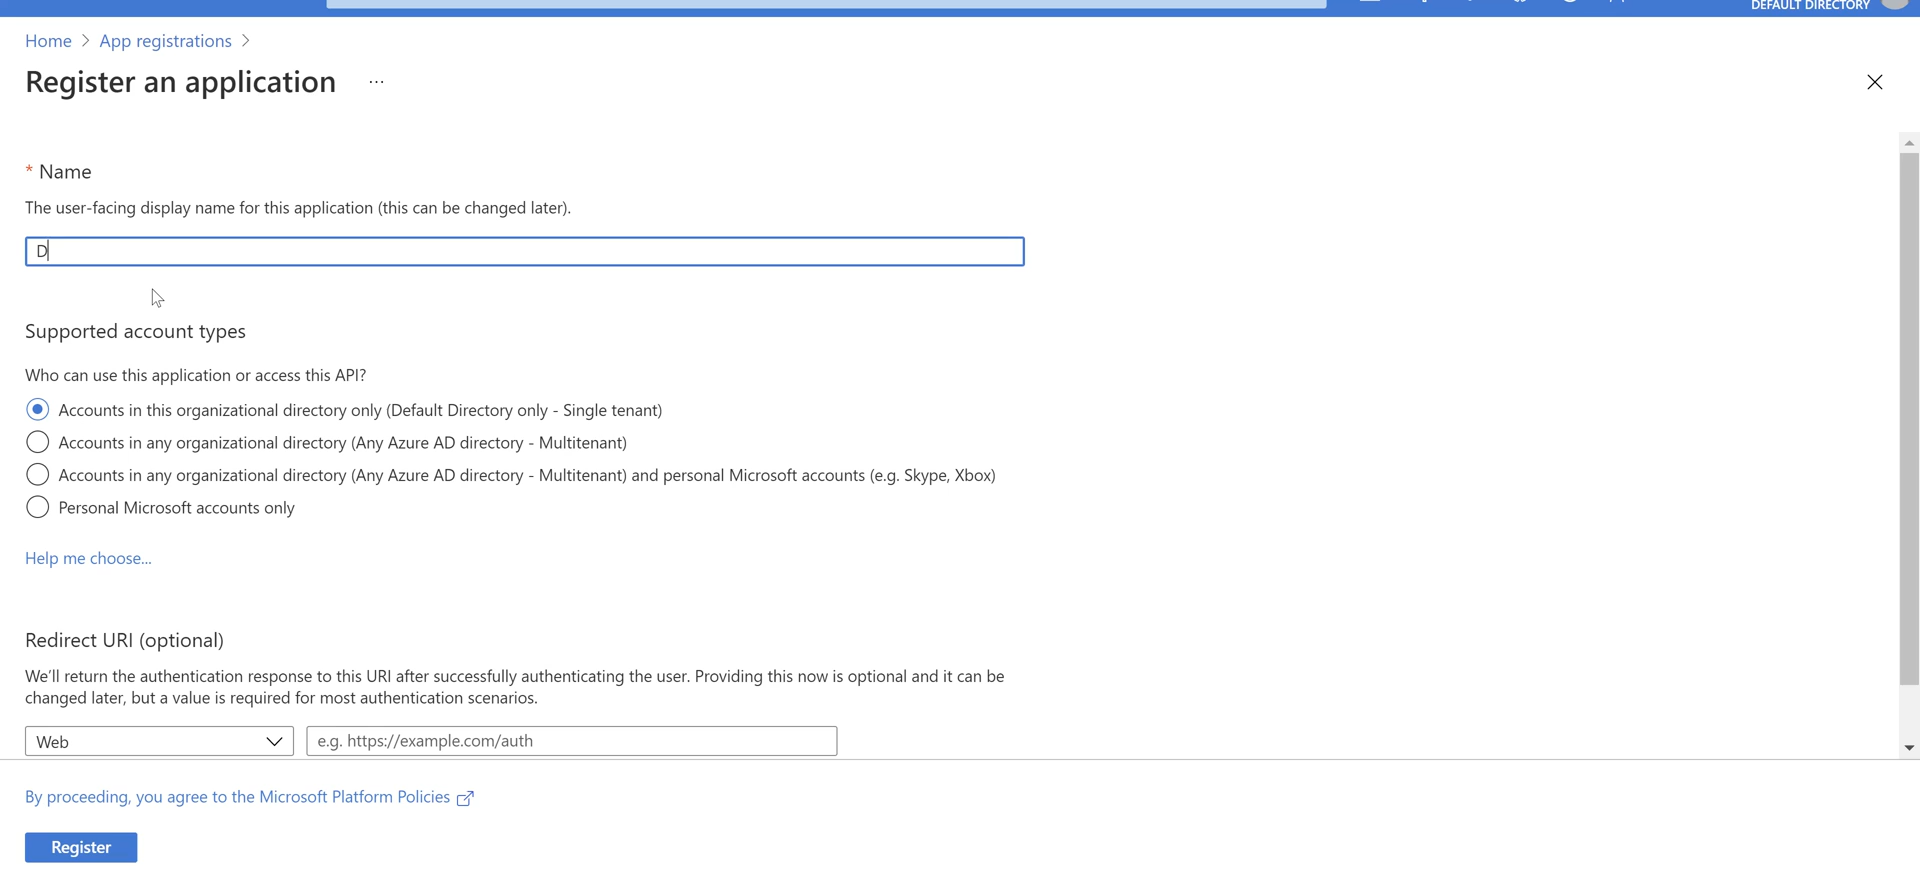 DEFAULT DIRECTORY
Home > App registrations >
Register an application ...
* Name
The user-facing display name for this application (this can be changed later).
D
Supported account types
Who can use this application or access this API?
Accounts in this organizational directory only (Default Directory only - Single tenant)
Accounts in any organizational directory (Any Azure AD directory - Multitenant)
Accounts in any organizational directory (Any Azure AD directory - Multitenant) and personal Microsoft accounts (e.g. Skype, Xbox)
Personal Microsoft accounts only
Help me choose...
Redirect URI (optional)
We'll return the authentication response to this URI after successfully authenticating the user. Providing this now is optional and it can be
changed later, but a value is required for most authentication scenarios.
Web
e.g. https://example.com/auth
By proceeding, you agree to the Microsoft Platform Policies
Register